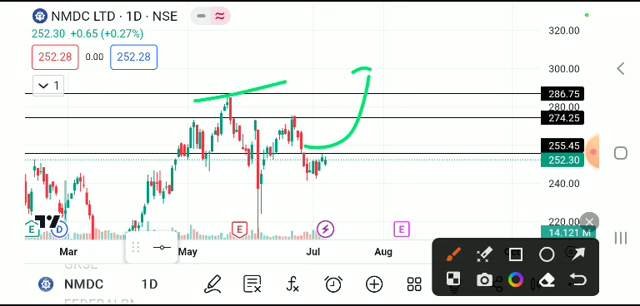 NMDC LTD · 1D · NSE
252.30 +0.65 (+0.27%)
252.28 0.00 252.28
1
320.00
300.00
286.75
280.00
274.25
255.45
252.30
240.00
220.00
14.121 M
E D E E
Mar May Jul Aug
NMDC 1D